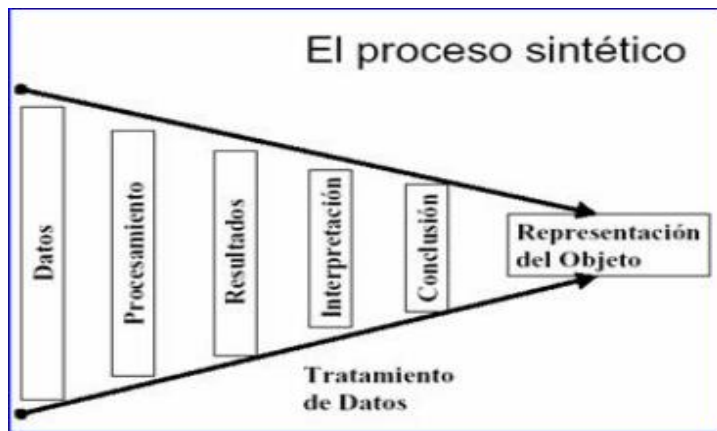 El proceso sintético
Datos
Procesamiento
Resultados
Interpretación
Conclusión
Representación
del Objeto
Tratamiento
de Datos